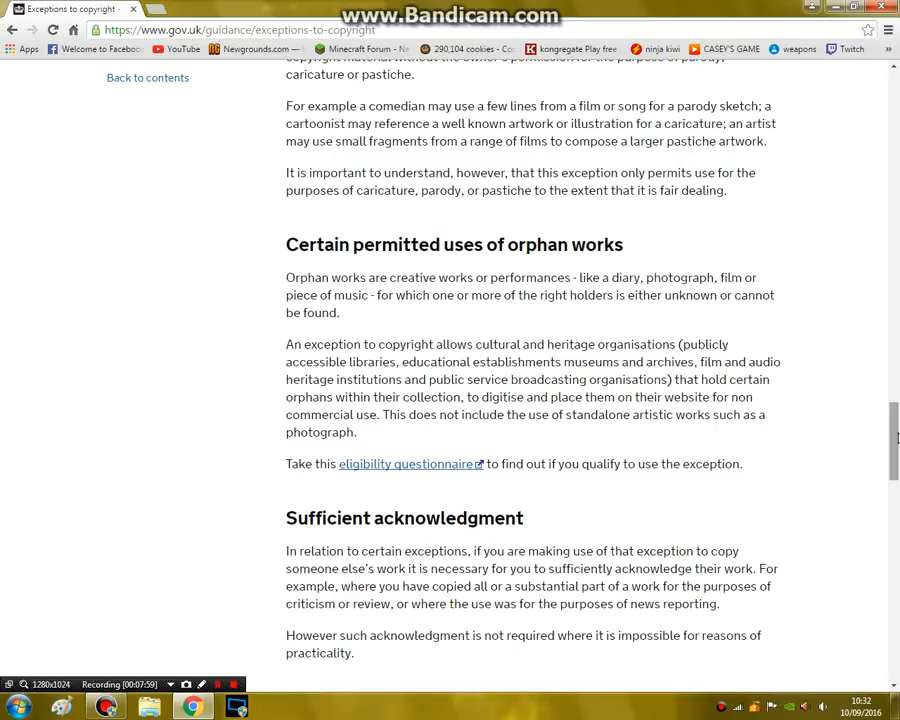 www.Bandicam.com
Exceptions to copyright -
https://www.gov.uk/guidance/exceptions-to-copyright
Apps Welcome to Faceboo YouTube Newgrounds.com — Minecraft Forum - Ne 290,104 cookies - Co kongregate Play free ninja kiwi CASEY'S GAME weapons Twitch »
Back to contents
copyright material without the owner's permission for the purpose of parody,
caricature or pastiche.
For example a comedian may use a few lines from a film or song for a parody sketch; a
cartoonist may reference a well known artwork or illustration for a caricature; an artist
may use small fragments from a range of films to compose a larger pastiche artwork.
It is important to understand, however, that this exception only permits use for the
purposes of caricature, parody, or pastiche to the extent that it is fair dealing.
Certain permitted uses of orphan works
Orphan works are creative works or performances - like a diary, photograph, film or
piece of music - for which one or more of the right holders is either unknown or cannot
be found.
An exception to copyright allows cultural and heritage organisations (publicly
accessible libraries, educational establishments museums and archives, film and audio
heritage institutions and public service broadcasting organisations) that hold certain
orphans within their collection, to digitise and place them on their website for non
commercial use. This does not include the use of standalone artistic works such as a
photograph.
Take this eligibility questionnaire to find out if you qualify to use the exception.
Sufficient acknowledgment
In relation to certain exceptions, if you are making use of that exception to copy
someone else's work it is necessary for you to sufficiently acknowledge their work. For
example, where you have copied all or a substantial part of a work for the purposes of
criticism or review, or where the use was for the purposes of news reporting.
However such acknowledgment is not required where it is impossible for reasons of
practicality.
1280x1024 Recording [00:07:59]
10:32
10/09/2016